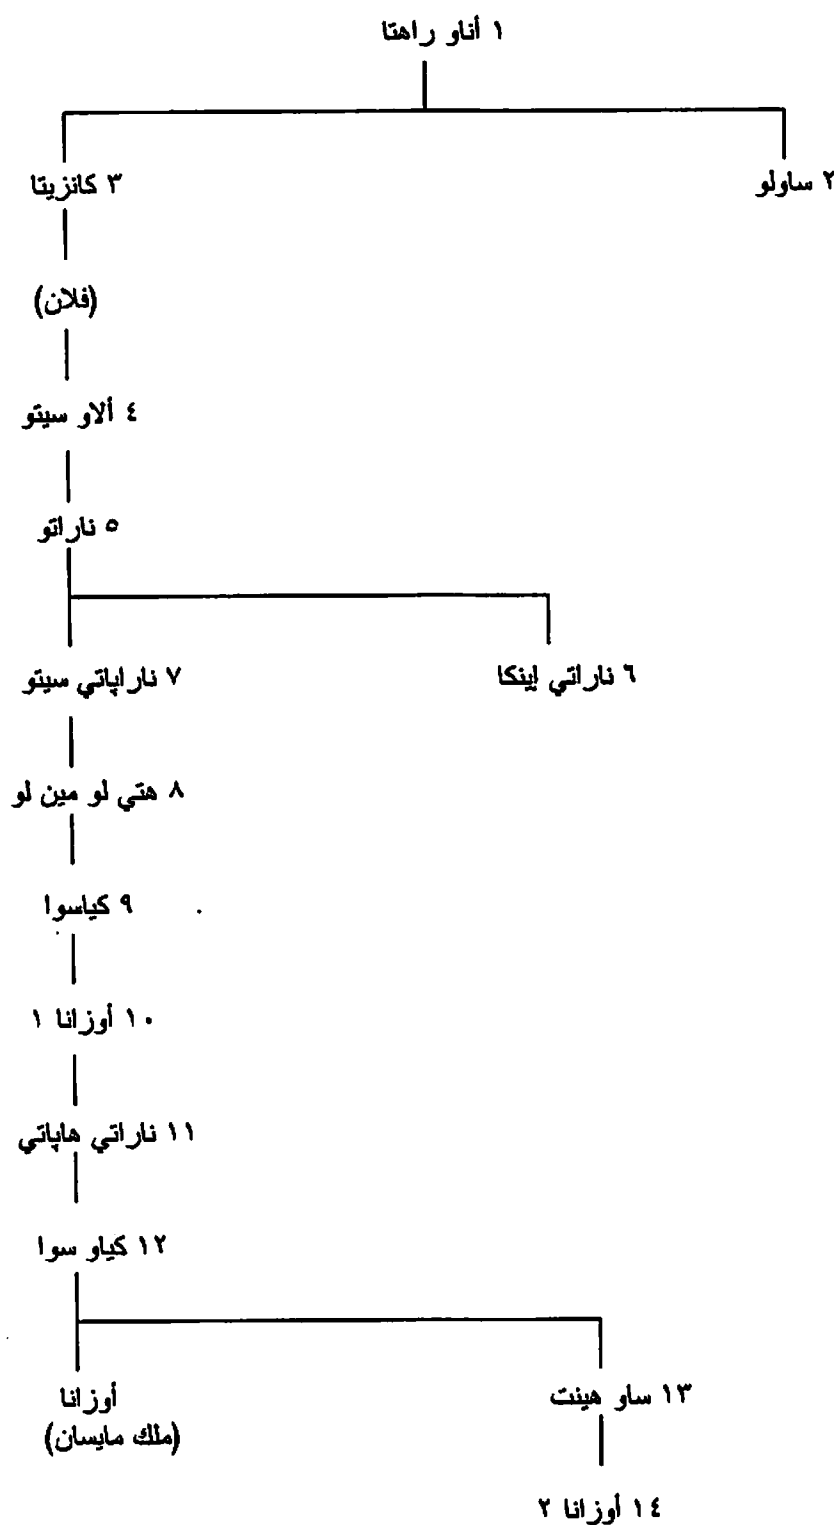 ١ أناو راهتا
٢ ساولو
٣ كانزيتا
(فلان)
٤ ألاو سيتو
٥ ناراتو
٦ ناراتي إينكا
٧ ناراپاتي سيتو
٨ هتي لو مين لو
٩ كياسوا
١٠ أوزانا ١
١١ ناراتي هاپاتي
١٢ كياو سوا
١٣ ساو هينت
أوزانا
(ملك مايسان)
١٤ أوزانا ٢